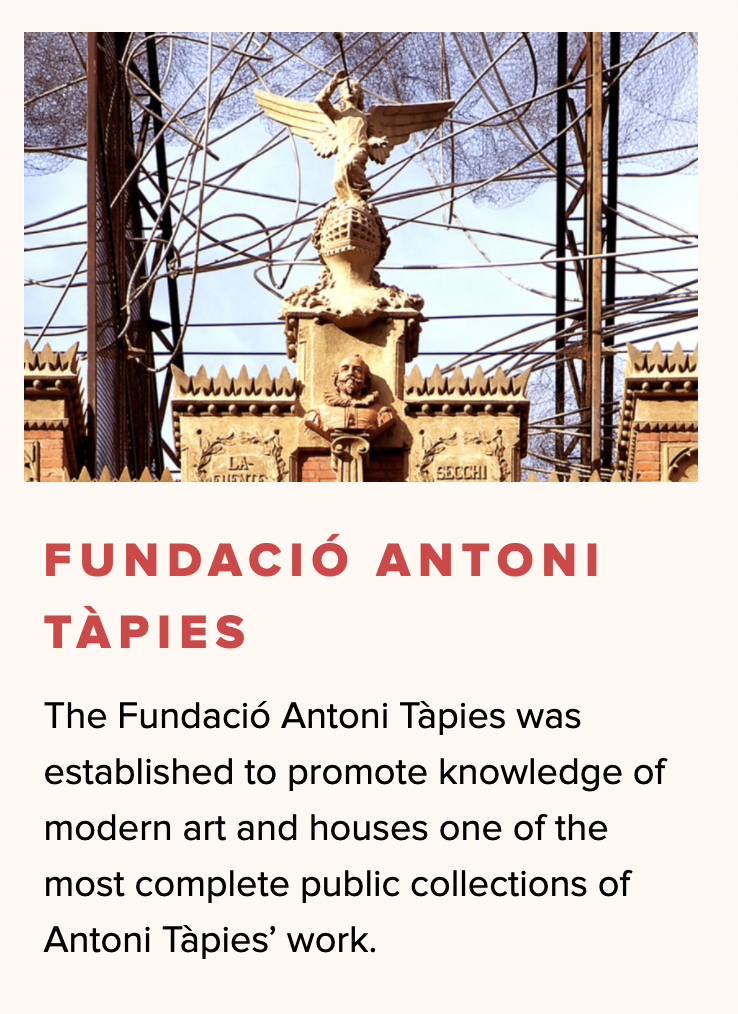 LA-
FUENTE
SECCHI
FUNDACIÓ ANTONI
TÀPIES
The Fundació Antoni Tàpies was
established to promote knowledge of
modern art and houses one of the
most complete public collections of
Antoni Tàpies’ work.